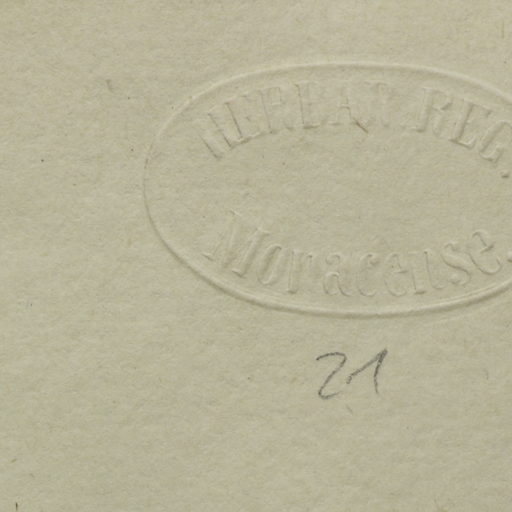 HERBAR. REG.
Monacense.
21